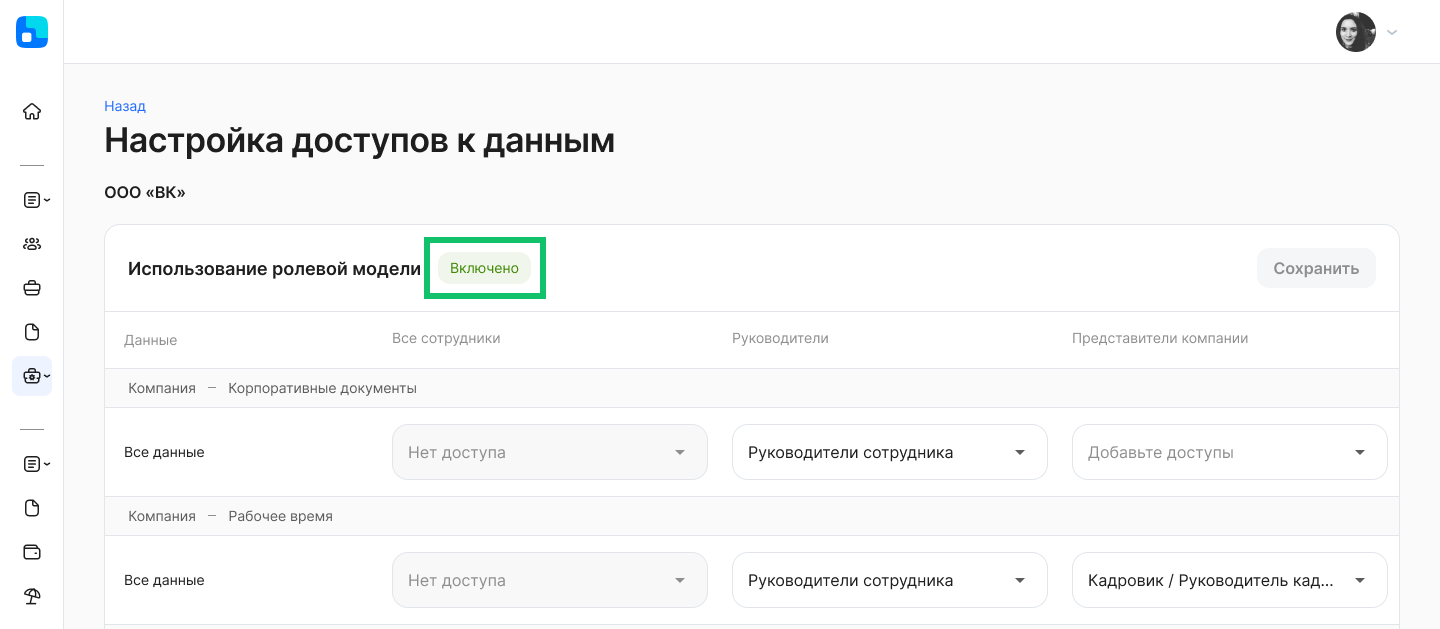 Назад
Настройка доступов к данным
ООО «ВК»
Использование ролевой модели Включено Сохранить
Данные Все сотрудники Руководители Представители компании
Компания — Корпоративные документы
Все данные Нет доступа Руководители сотрудника Добавьте доступы
Компания — Рабочее время
Все данные Нет доступа Руководители сотрудника Кадровик / Руководитель кад...